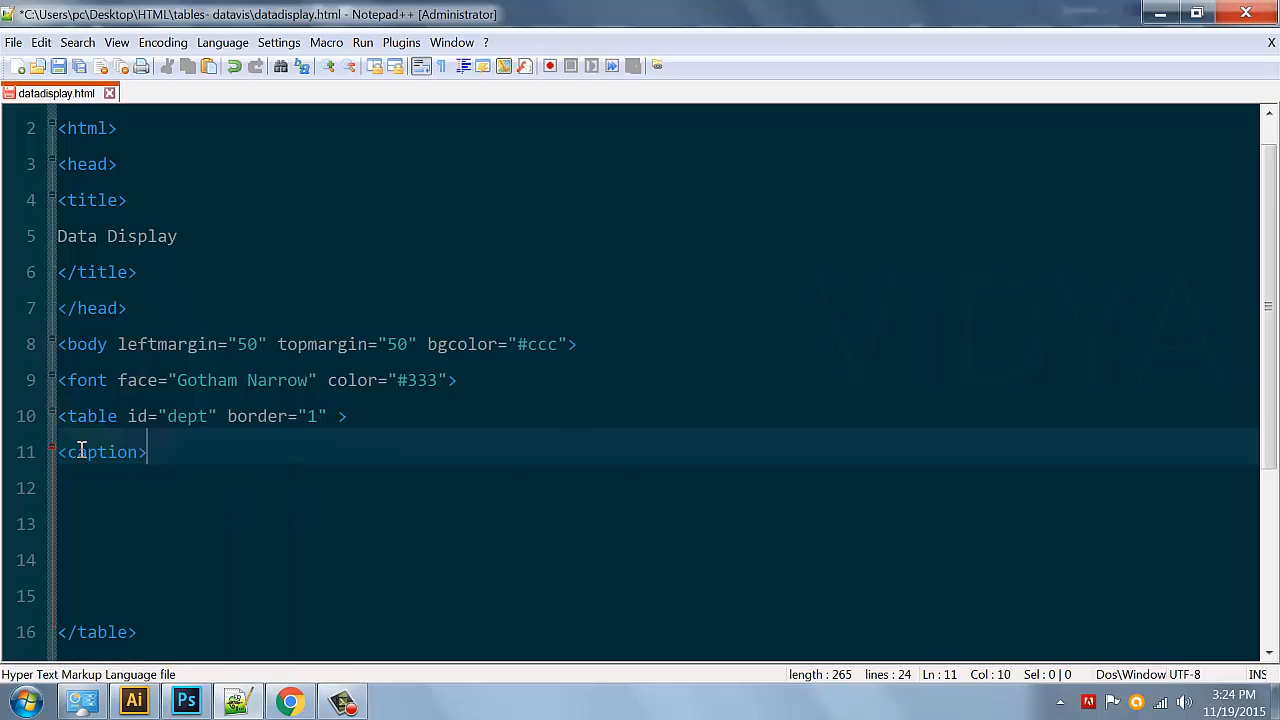 *C:\Users\pc\Desktop\HTML\tables- datavis\datadisplay.html - Notepad++ [Administrator]
File Edit Search View Encoding Language Settings Macro Run Plugins Window ? X
datadisplay.html
2 <html>
3 <head>
4 <title>
5 Data Display
6 </title>
7 </head>
8 <body leftmargin="50" topmargin="50" bgcolor="#ccc">
9 <font face="Gotham Narrow" color="#333">
10 <table id="dept" border="1" >
11 <caption>
12
13
14
15
16 </table>
VIDYA
Hyper Text Markup Language file length : 265 lines : 24 Ln : 11 Col : 10 Sel : 0 | 0 Dos\Window UTF-8 INS
Ai Ps 3:24 PM
11/19/2015